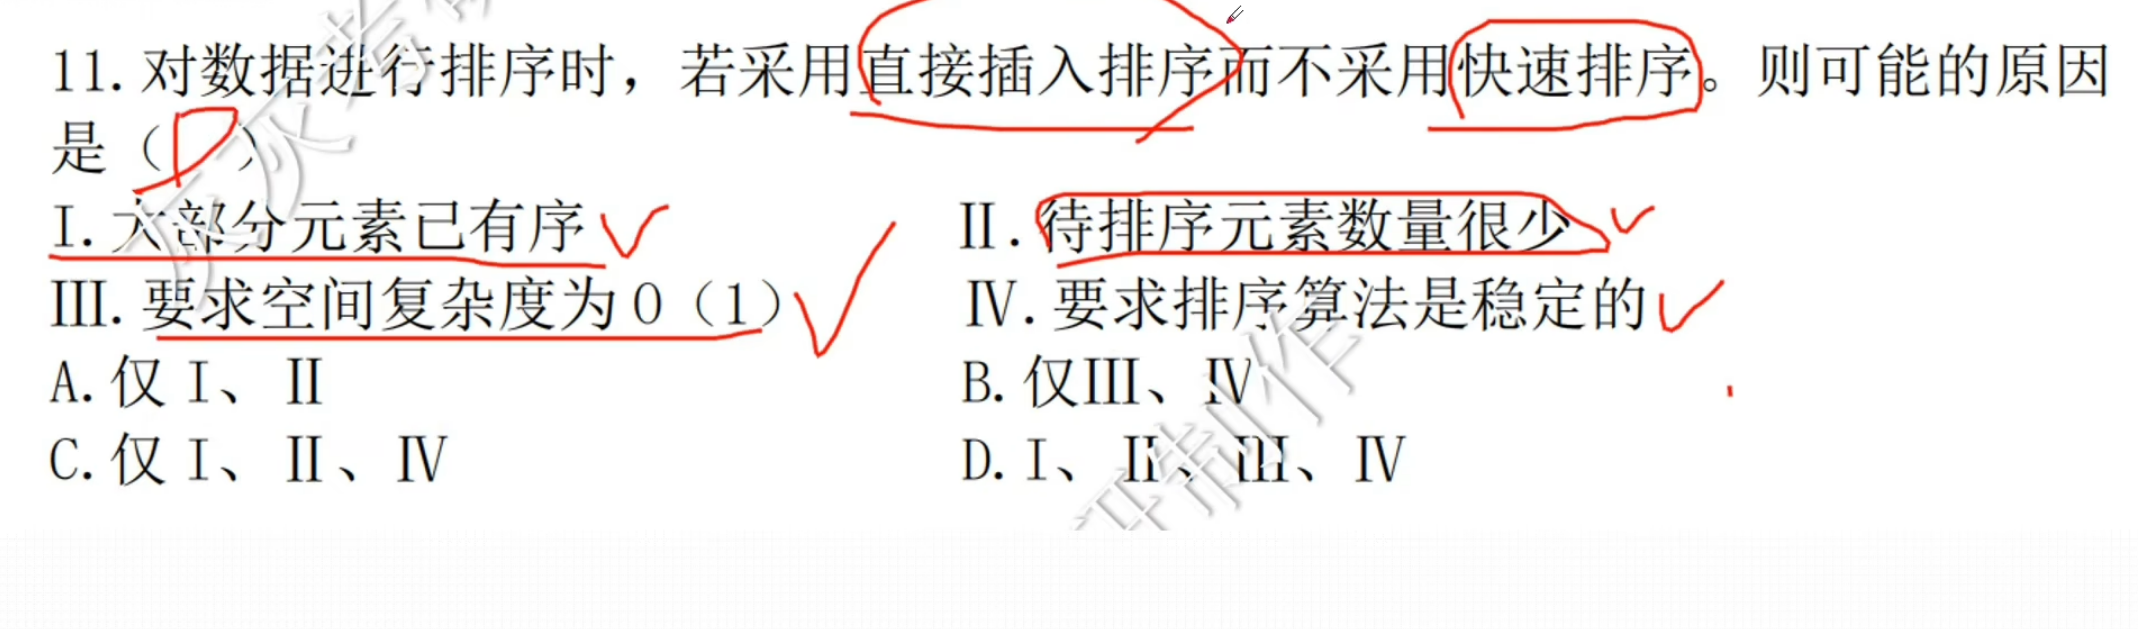 11. 对数据进行排序时，若采用直接插入排序而不采用快速排序。则可能的原因
是（D）
I. 大部分元素已有序 II. 待排序元素数量很少
III. 要求空间复杂度为 O（1） IV. 要求排序算法是稳定的
A. 仅 I、II B. 仅III、IV
C. 仅 I、II、IV D. I、II、III、IV
研制作